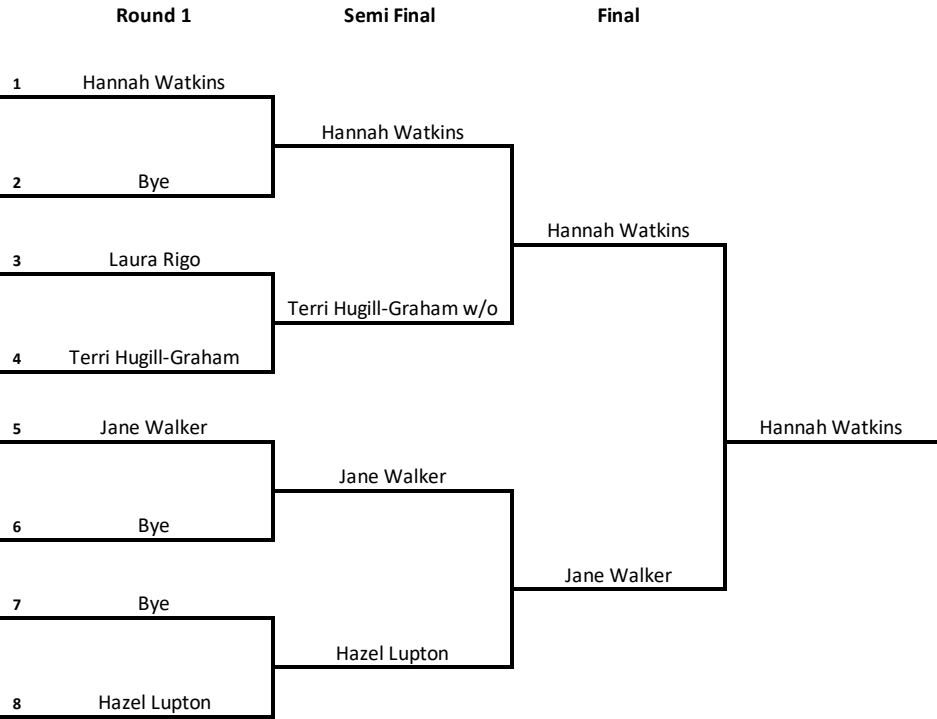 Round 1 Semi Final Final
1 Hannah Watkins
Hannah Watkins
2 Bye
Hannah Watkins
3 Laura Rigo
Terri Hugill-Graham w/o
4 Terri Hugill-Graham
5 Jane Walker
Hannah Watkins
Jane Walker
6 Bye
Jane Walker
7 Bye
Hazel Lupton
8 Hazel Lupton